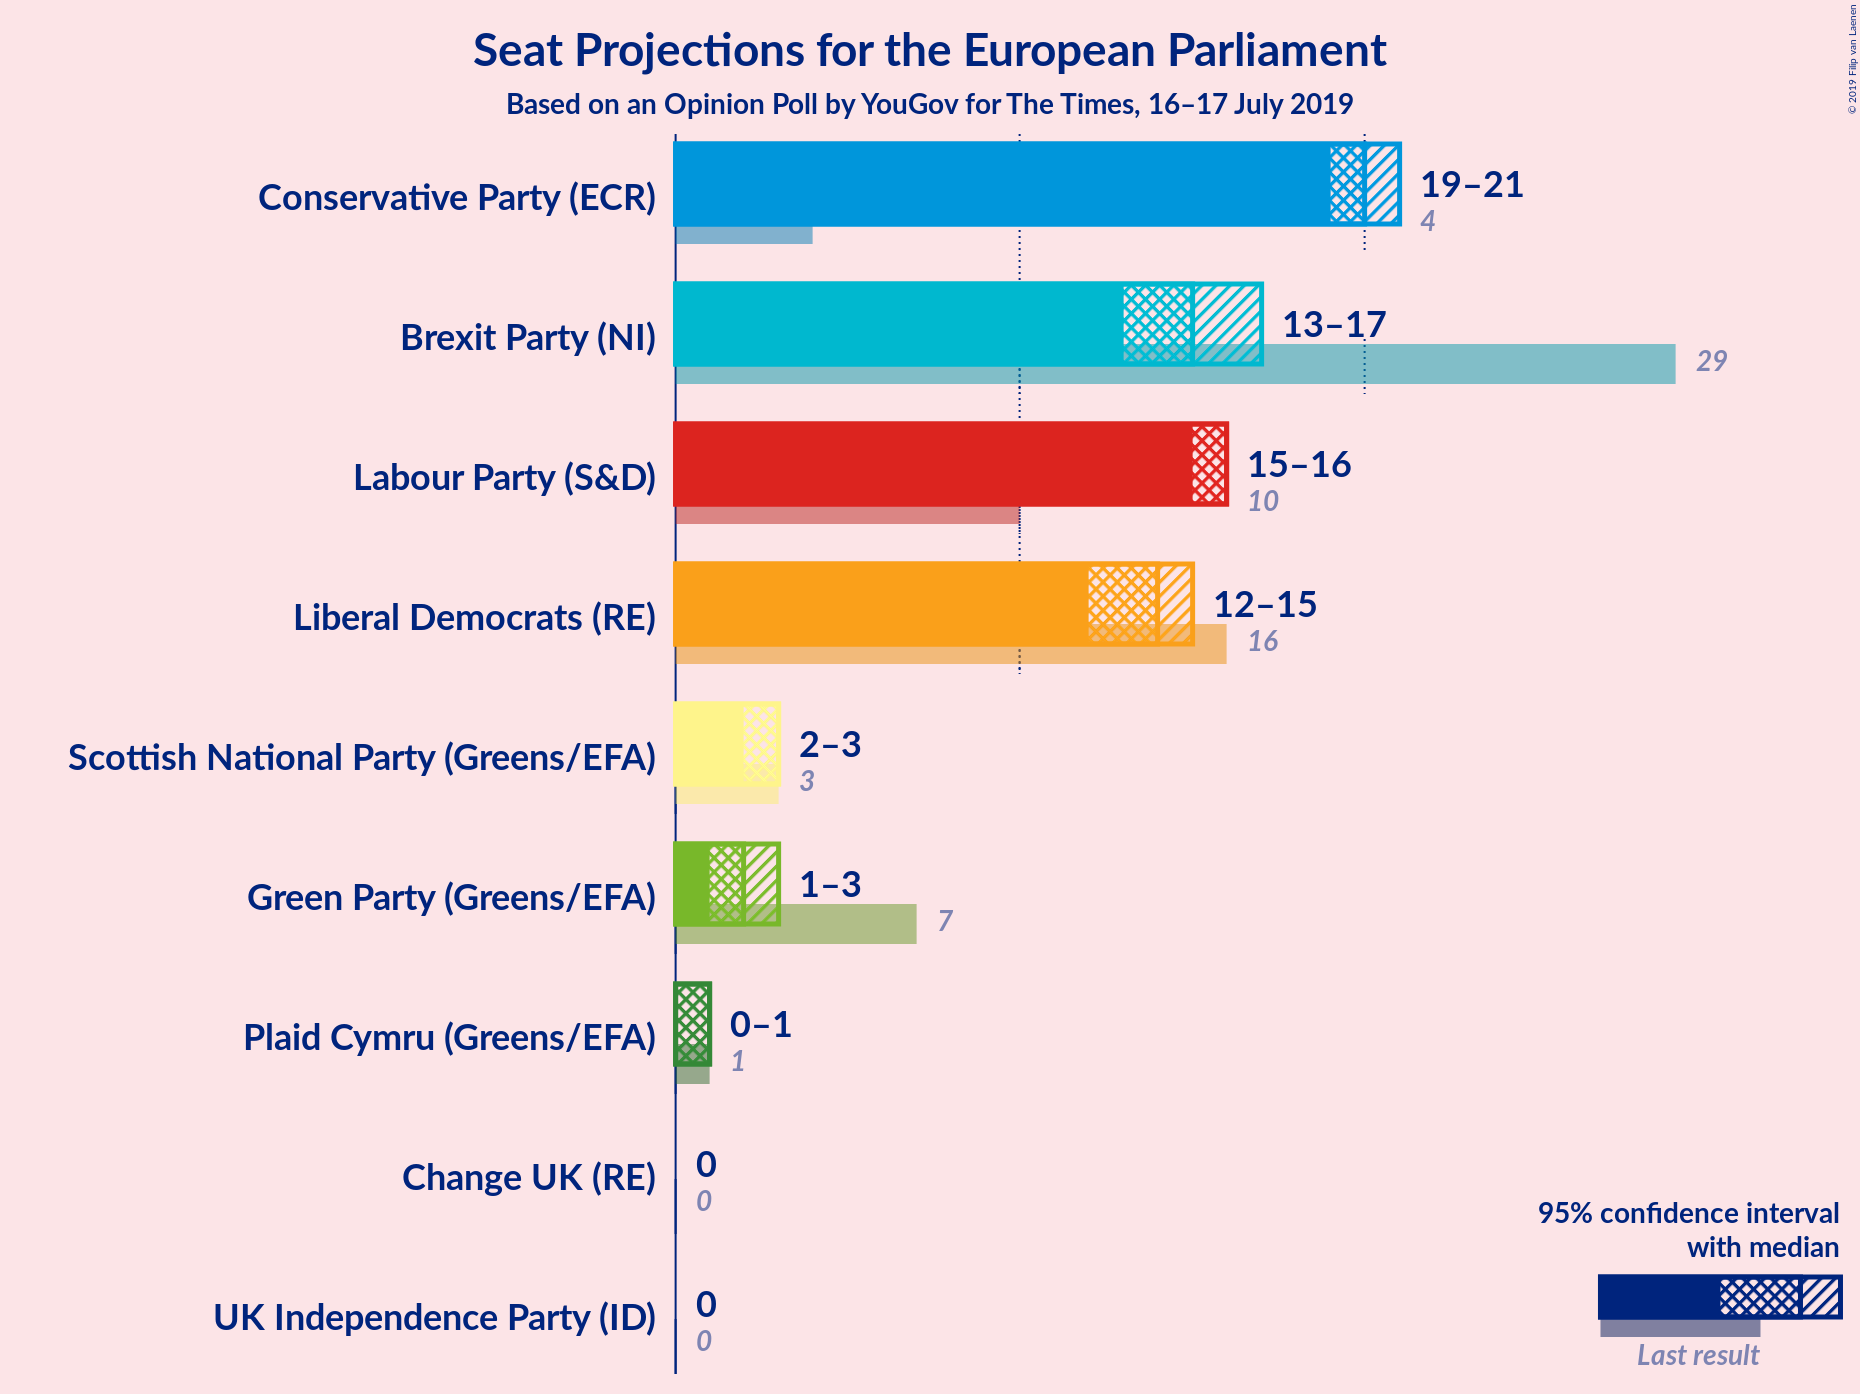 © 2019 Filip van Laenen
Seat Projections for the European Parliament
Based on an Opinion Poll by YouGov for The Times, 16–17 July 2019
Conservative Party (ECR)
19–21
4
Brexit Party (NI)
13–17
29
Labour Party (S&D)
15–16
10
Liberal Democrats (RE)
12–15
16
Scottish National Party (Greens/EFA)
2–3
3
Green Party (Greens/EFA)
1–3
7
Plaid Cymru (Greens/EFA)
0–1
1
Change UK (RE)
0
0
UK Independence Party (ID)
0
0
95% confidence interval
with median
Last result